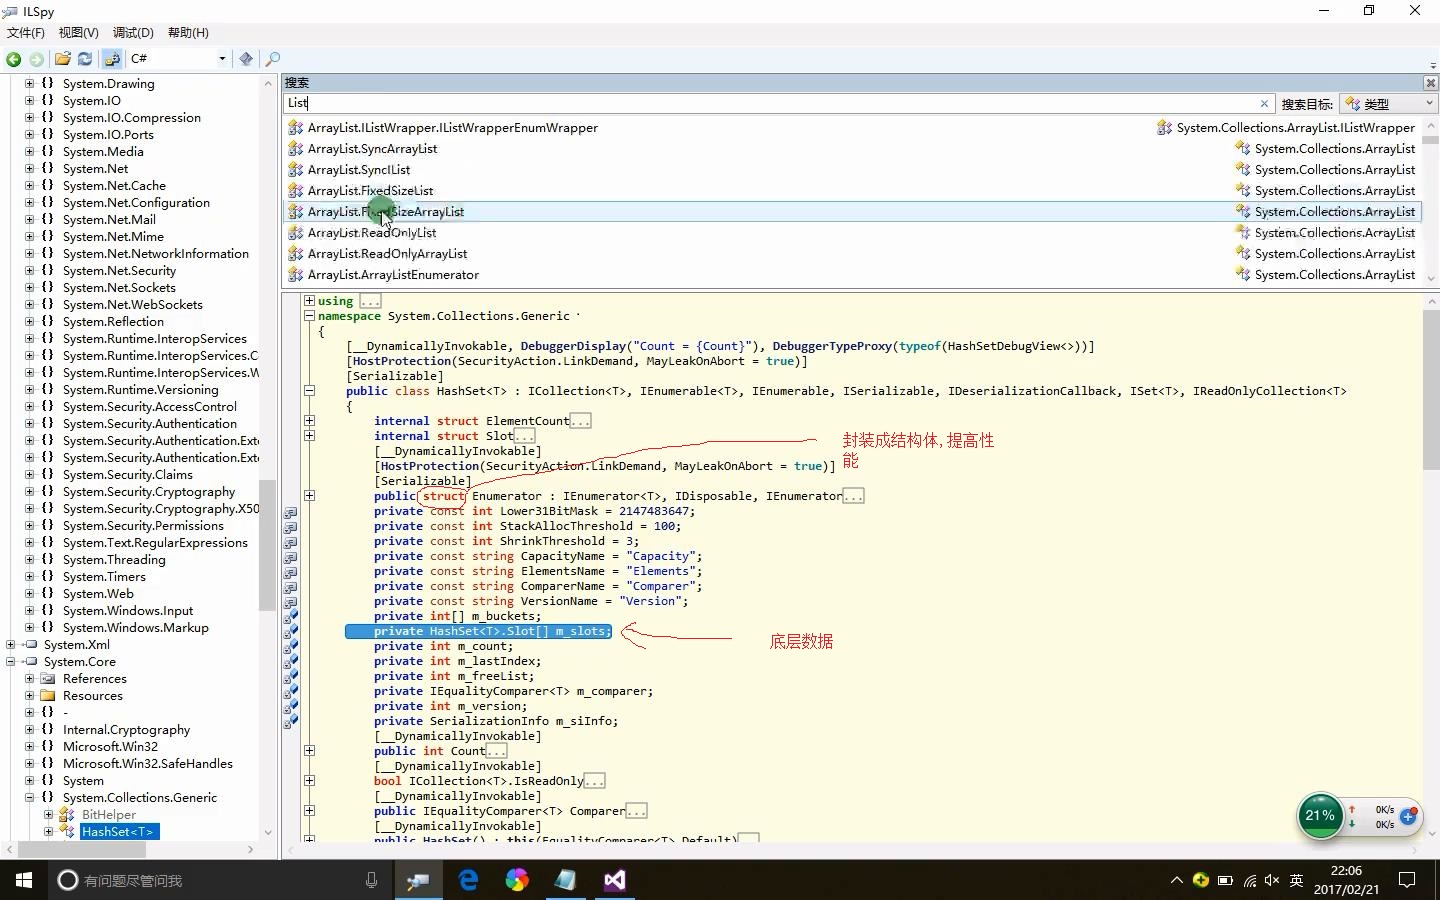 ILSpy
文件(F) 视图(V) 调试(D) 帮助(H)
C#
System.Drawing
System.IO
System.IO.Compression
System.IO.Ports
System.Media
System.Net
System.Net.Cache
System.Net.Configuration
System.Net.Mail
System.Net.Mime
System.Net.NetworkInformation
System.Net.Security
System.Net.Sockets
System.Net.WebSockets
System.Reflection
System.Runtime.InteropServices
System.Runtime.InteropServices.C
System.Runtime.InteropServices.W
System.Runtime.Versioning
System.Security.AccessControl
System.Security.Authentication
System.Security.Authentication.Exte
System.Security.Authentication.Exte
System.Security.Claims
System.Security.Cryptography
System.Security.Cryptography.X50
System.Security.Permissions
System.Text.RegularExpressions
System.Threading
System.Timers
System.Web
System.Windows.Input
System.Windows.Markup
System.Xml
System.Core
References
Resources
-
Internal.Cryptography
Microsoft.Win32
Microsoft.Win32.SafeHandles
System
System.Collections.Generic
BitHelper
HashSet<T>
搜索
List 搜索目标: 类型
ArrayList.IListWrapper.IListWrapperEnumWrapper System.Collections.ArrayList.IListWrapper
ArrayList.SyncArrayList System.Collections.ArrayList
ArrayList.SyncIList System.Collections.ArrayList
ArrayList.FixedSizeList System.Collections.ArrayList
ArrayList.FixedSizeArrayList System.Collections.ArrayList
ArrayList.ReadOnlyList System.Collections.ArrayList
ArrayList.ReadOnlyArrayList System.Collections.ArrayList
ArrayList.ArrayListEnumerator System.Collections.ArrayList
using ...
namespace System.Collections.Generic
{
[__DynamicallyInvokable, DebuggerDisplay("Count = {Count}"), DebuggerTypeProxy(typeof(HashSetDebugView<>))]
[HostProtection(SecurityAction.LinkDemand, MayLeakOnAbort = true)]
[Serializable]
public class HashSet<T> : ICollection<T>, IEnumerable<T>, IEnumerable, ISerializable, IDeserializationCallback, ISet<T>, IReadOnlyCollection<T>
{
internal struct ElementCount...
internal struct Slot...
[__DynamicallyInvokable]
[HostProtection(SecurityAction.LinkDemand, MayLeakOnAbort = true)]
[Serializable]
public struct Enumerator : IEnumerator<T>, IDisposable, IEnumerator...
private const int Lower31BitMask = 2147483647;
private const int StackAllocThreshold = 100;
private const int ShrinkThreshold = 3;
private const string CapacityName = "Capacity";
private const string ElementsName = "Elements";
private const string ComparerName = "Comparer";
private const string VersionName = "Version";
private int[] m_buckets;
private HashSet<T>.Slot[] m_slots;
private int m_count;
private int m_lastIndex;
private int m_freeList;
private IEqualityComparer<T> m_comparer;
private int m_version;
private SerializationInfo m_siInfo;
[__DynamicallyInvokable]
public int Count...
[__DynamicallyInvokable]
bool ICollection<T>.IsReadOnly...
[__DynamicallyInvokable]
public IEqualityComparer<T> Comparer...
[__DynamicallyInvokable]
public HashSet() : this(EqualityComparer<T>.Default)...
封装成结构体,提高性
能
底层数据
21% 0K/s
0K/s
有问题尽管问我
英
22:06
2017/02/21